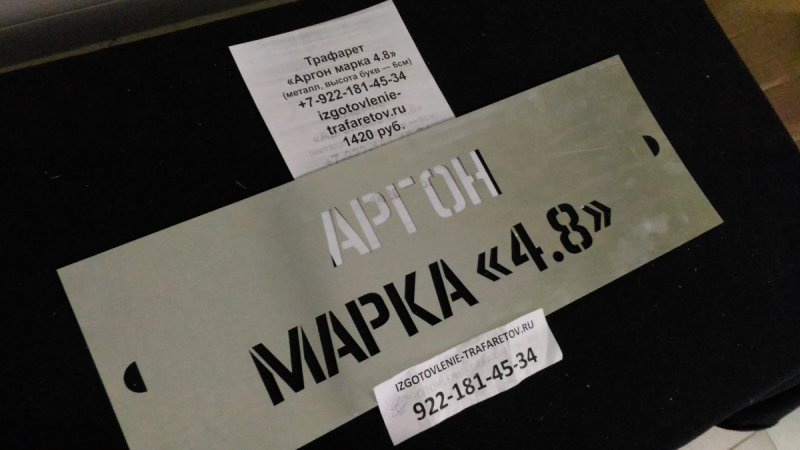 Трафарет
«Аргон марка 4.8»
(металл, высота букв — 6см)
+7-922-181-45-34
izgotovlenie-
trafaretov.ru
1420 руб.
АРГОН
МАРКА «4.8»
IZGOTOVLENIE-TRAFARETOV.RU
922-181-45-34